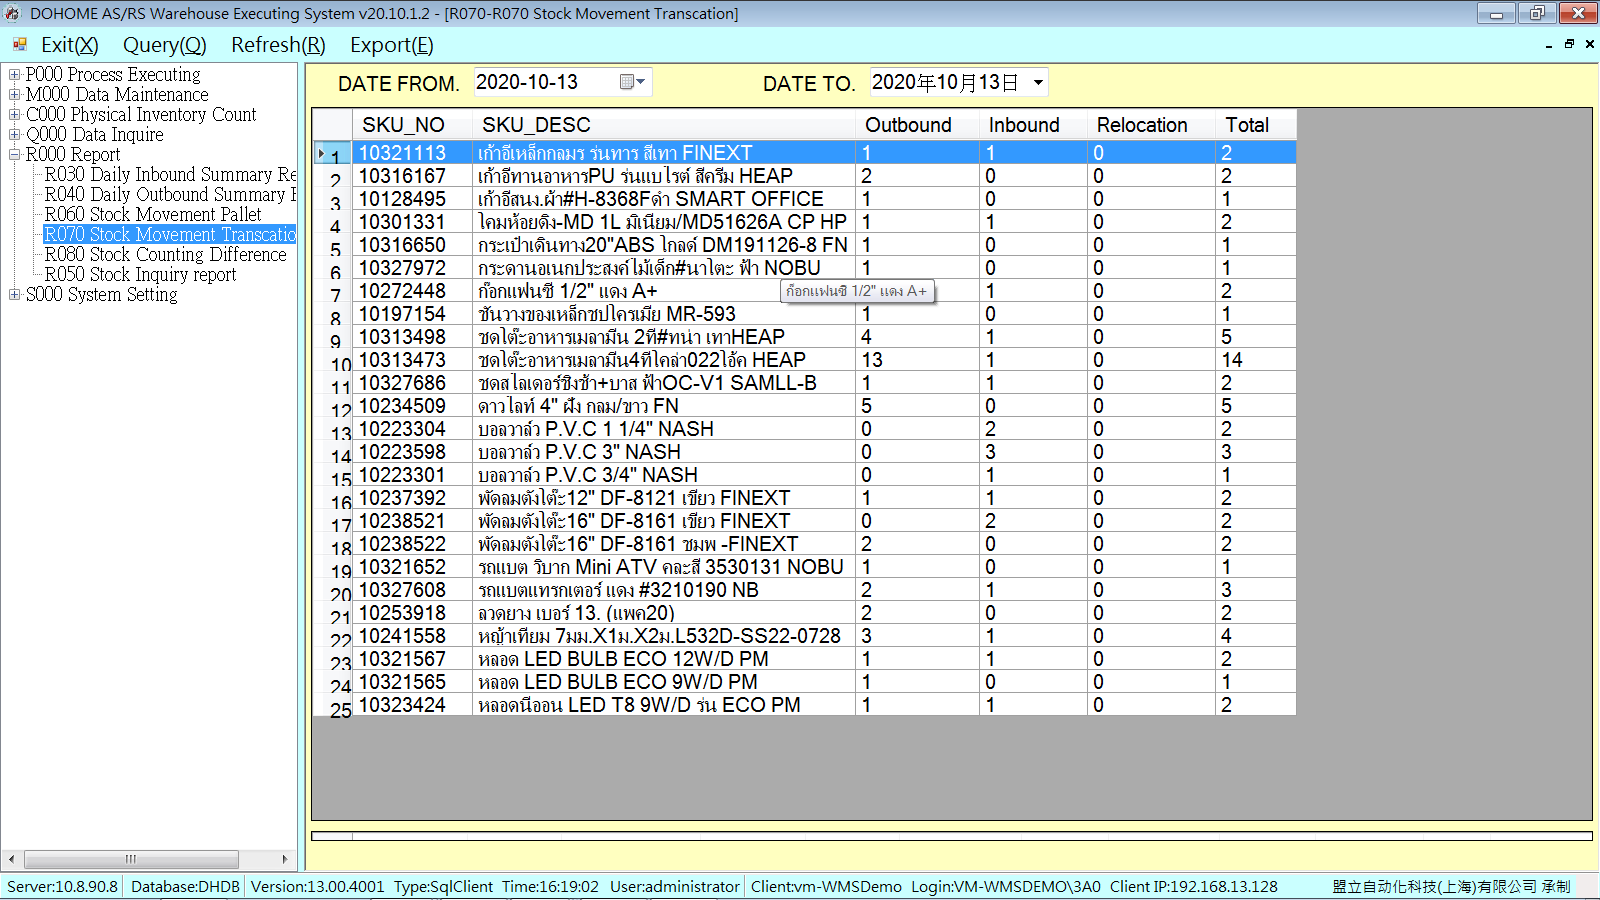 DOHOME AS/RS Warehouse Executing System v20.10.1.2 - [R070-R070 Stock Movement Transcation]
Exit(X) Query(Q) Refresh(R) Export(E)
P000 Process Executing
M000 Data Maintenance
C000 Physical Inventory Count
Q000 Data Inquire
R000 Report
R030 Daily Inbound Summary Re
R040 Daily Outbound Summary F
R060 Stock Movement Pallet
R070 Stock Movement Transcatio
R080 Stock Counting Difference
R050 Stock Inquiry report
S000 System Setting
DATE FROM. 2020-10-13 DATE TO. 2020年10月13日
SKU_NO SKU_DESC Outbound Inbound Relocation Total
1 10321113 เก้าอี้เหล็กกลมร รุ่นทาร สีเทา FINEXT 1 1 0 2
2 10316167 เก้าอี้ทานอาหารPU รุ่นแบไรต์ สีครีม HEAP 2 0 0 2
3 10128495 เก้าอี้สนง.ผ้า#H-8368Fดำ SMART OFFICE 1 0 0 1
4 10301331 โคมห้อยดิ่ง-MD 1L มิเนียม/MD51626A CP HP 1 1 0 2
5 10316650 กระเป๋าเดินทาง20"ABS โกลด์ DM191126-8 FN 1 0 0 1
6 10327972 กระดานอเนกประสงค์ไม้เด็ก#นาโตะ ฟ้า NOBU 1 0 0 1
7 10272448 ก๊อกแฟนซี 1/2" แดง A+ 1 0 2
ก็อกแฟนซี 1/2" แดง A+
8 10197154 ชั้นวางของเหล็กชุปโครเมี่ย MR-593 1 0 0 1
9 10313498 ชุดโต๊ะอาหารเมลามีน 2ที่#ทูน่า เทาHEAP 4 1 0 5
10 10313473 ชุดโต๊ะอาหารเมลามีน4ที่โคล่า022โอ๊ค HEAP 13 1 0 14
11 10327686 ชุดสไลเดอร์ชิงช้า+บาส ฟ้าOC-V1 SAMLL-B 1 1 0 2
12 10234509 ดาวไลท์ 4" ฝัง กลม/ขาว FN 5 0 0 5
13 10223304 บอลวาล์ว P.V.C 1 1/4" NASH 0 2 0 2
14 10223598 บอลวาล์ว P.V.C 3" NASH 0 3 0 3
15 10223301 บอลวาล์ว P.V.C 3/4" NASH 0 1 0 1
16 10237392 พัดลมตั้งโต๊ะ12" DF-8121 เขียว FINEXT 1 1 0 2
17 10238521 พัดลมตั้งโต๊ะ16" DF-8161 เขียว FINEXT 0 2 0 2
18 10238522 พัดลมตั้งโต๊ะ16" DF-8161 ชมพู -FINEXT 2 0 0 2
19 10321652 รถแบต วิบาก Mini ATV คละสี 3530131 NOBU 1 0 0 1
20 10327608 รถแบตแทรกเตอร์ แดง #3210190 NB 2 1 0 3
21 10253918 ลวดยาง เบอร์ 13. (แพค20) 2 0 0 2
22 10241558 หญ้าเทียม 7มม.X1ม.X2ม.L532D-SS22-0728 3 1 0 4
23 10321567 หลอด LED BULB ECO 12W/D PM 1 1 0 2
24 10321565 หลอด LED BULB ECO 9W/D PM 1 0 0 1
25 10323424 หลอดนีออน LED T8 9W/D รุ่น ECO PM 1 1 0 2
Server:10.8.90.8 Database:DHDB Version:13.00.4001 Type:SqlClient Time:16:19:02 User:administrator Client:vm-WMSDemo Login:VM-WMSDEMO\3A0 Client IP:192.168.13.128 盟立自动化科技(上海)有限公司 承制